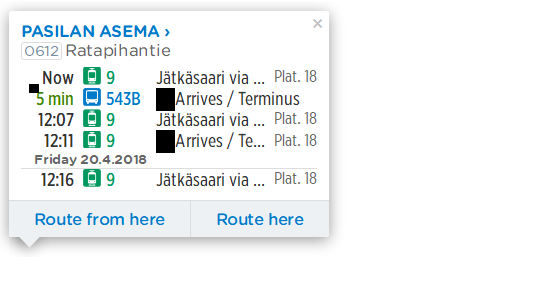 PASILAN ASEMA ›
0612 Ratapihantie
Now 9 Jätkäsaari via ... Plat. 18
5 min 543B Arrives / Terminus
12:07 9 Jätkäsaari via ... Plat. 18
12:11 9 Arrives / Te... Plat. 18
Friday 20.4.2018
12:16 9 Jätkäsaari via ... Plat. 18
Route from here Route here